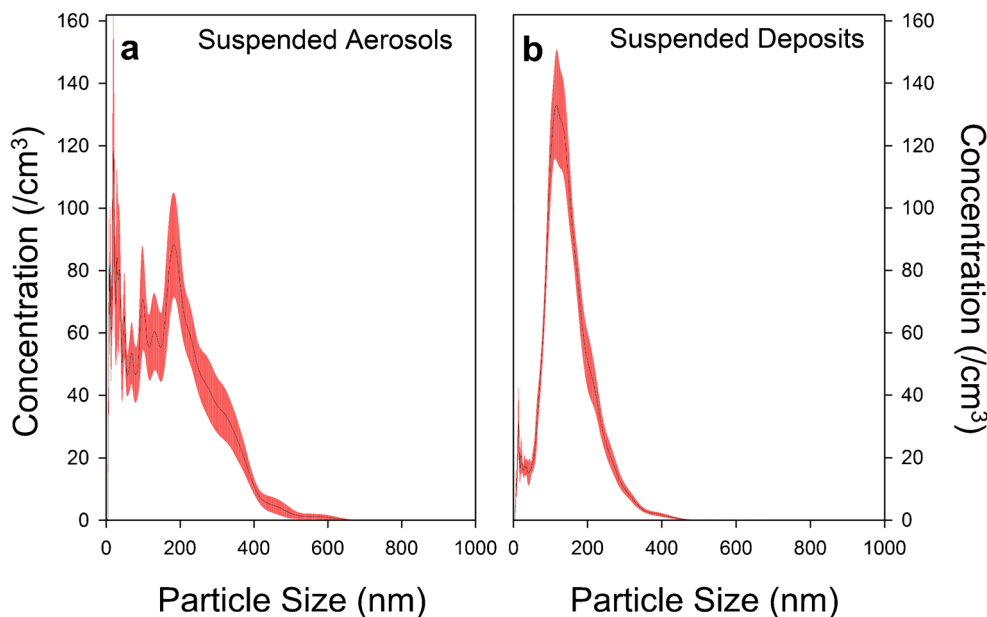 a
Suspended Aerosols
160
140
120
100
80
60
40
20
0
Concentration (/cm³)
0 200 400 600 800 1000
Particle Size (nm)
b
Suspended Deposits
160
140
120
100
80
60
40
20
0
Concentration (/cm³)
0 200 400 600 800 1000
Particle Size (nm)